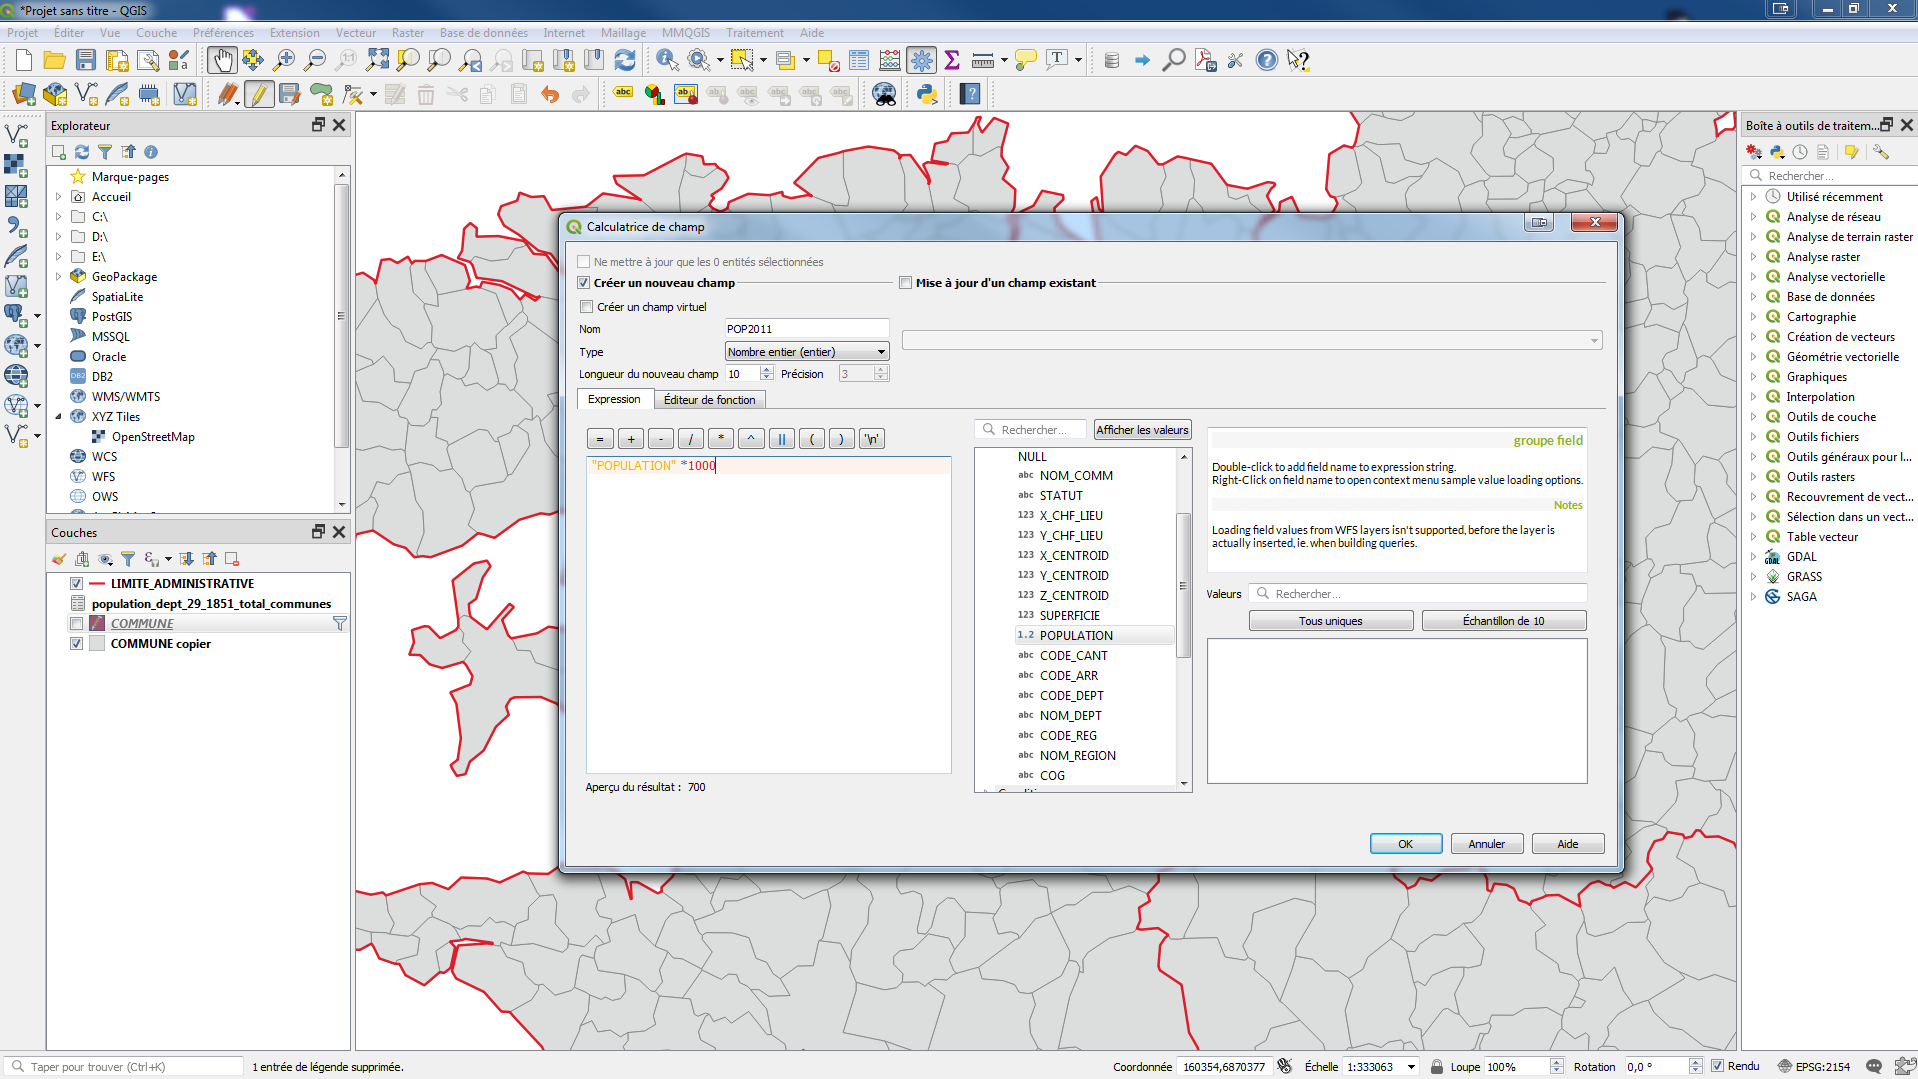 *Projet sans titre - QGIS
Projet Éditer Vue Couche Préférences Extension Vecteur Raster Base de données Internet Maillage MMQGIS Traitement Aide
Explorateur
Marque-pages
Accueil
C:\
D:\
E:\
GeoPackage
SpatiaLite
PostGIS
MSSQL
Oracle
DB2
WMS/WMTS
XYZ Tiles
OpenStreetMap
WCS
WFS
OWS
Couches
LIMITE_ADMINISTRATIVE
population_dept_29_1851_total_communes
COMMUNE
COMMUNE copier
Calculatrice de champ
Ne mettre à jour que les 0 entités sélectionnées
Créer un nouveau champ
Mise à jour d'un champ existant
Créer un champ virtuel
Nom POP2011
Type Nombre entier (entier)
Longueur du nouveau champ 10 Précision 3
Expression Éditeur de fonction
= + - / * ^ || ( ) '\n'
"POPULATION" *1000
Aperçu du résultat : 700
Rechercher... Afficher les valeurs
NULL
abc NOM_COMM
abc STATUT
123 X_CHF_LIEU
123 Y_CHF_LIEU
123 X_CENTROID
123 Y_CENTROID
123 Z_CENTROID
123 SUPERFICIE
1.2 POPULATION
abc CODE_CANT
abc CODE_ARR
abc CODE_DEPT
abc NOM_DEPT
abc CODE_REG
abc NOM_REGION
abc COG
groupe field
Double-click to add field name to expression string.
Right-Click on field name to open context menu sample value loading options.
Notes
Loading field values from WFS layers isn't supported, before the layer is
actually inserted, ie. when building queries.
Valeurs Rechercher...
Tous uniques Échantillon de 10
OK Annuler Aide
Boîte à outils de traitem...
Rechercher...
Utilisé récemment
Analyse de réseau
Analyse de terrain raster
Analyse raster
Analyse vectorielle
Base de données
Cartographie
Création de vecteurs
Géométrie vectorielle
Graphiques
Interpolation
Outils de couche
Outils fichiers
Outils généraux pour l...
Outils rasters
Recouvrement de vect...
Sélection dans un vect...
Table vecteur
GDAL
GRASS
SAGA
Taper pour trouver (Ctrl+K) 1 entrée de légende supprimée. Coordonnée 160354,6870377 Échelle 1:333063 Loupe 100% Rotation 0,0 ° Rendu EPSG:2154